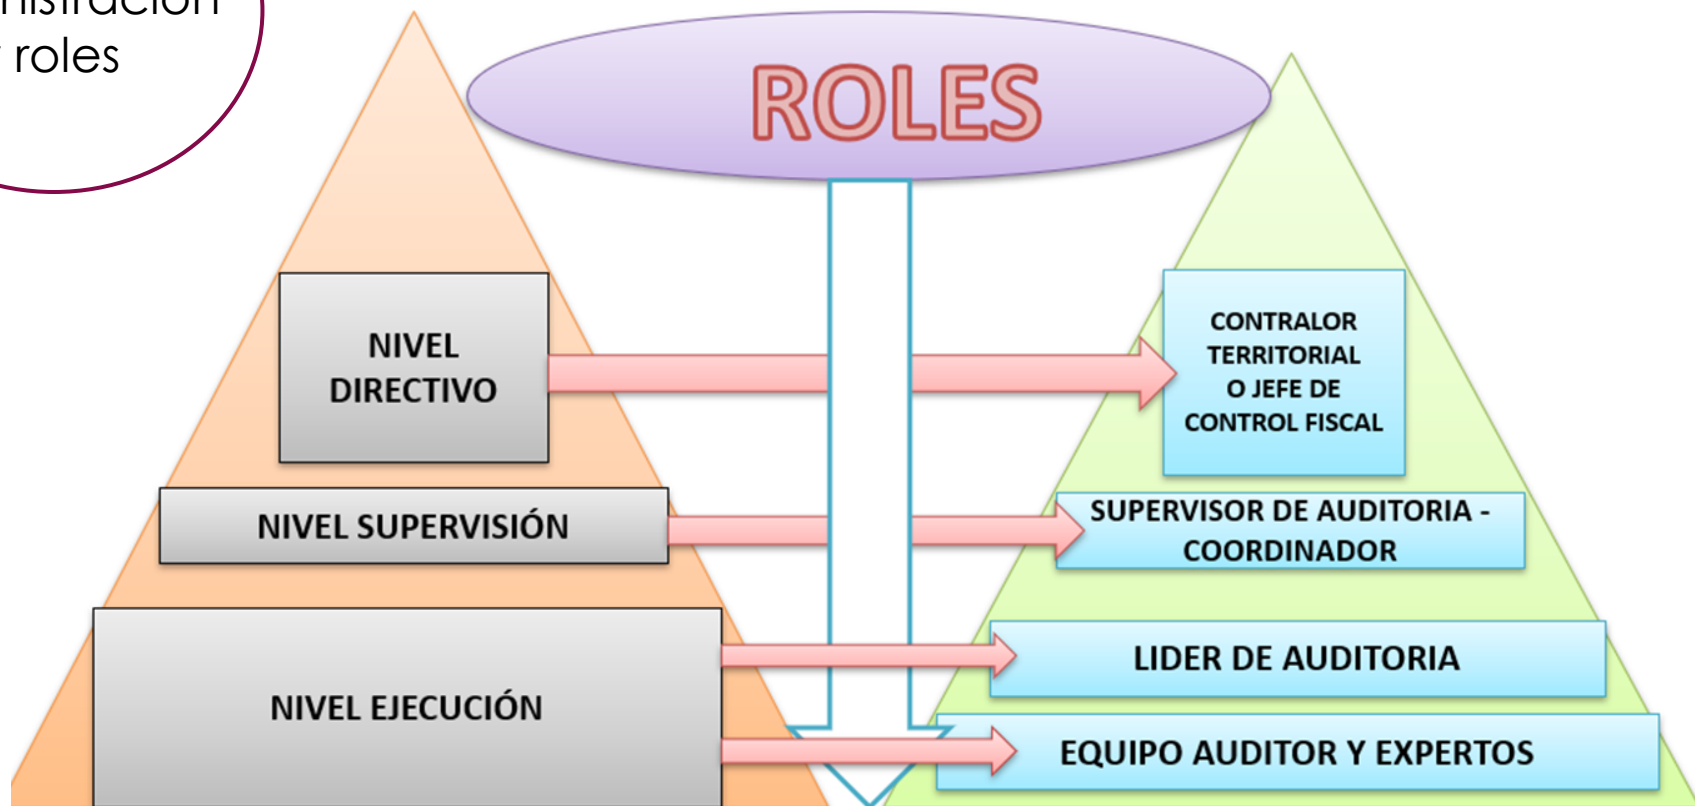 roles
ROLES
NIVEL
DIRECTIVO
CONTRALOR
TERRITORIAL
O JEFE DE
CONTROL FISCAL
NIVEL SUPERVISIÓN
SUPERVISOR DE AUDITORIA -
COORDINADOR
NIVEL EJECUCIÓN
LIDER DE AUDITORIA
EQUIPO AUDITOR Y EXPERTOS